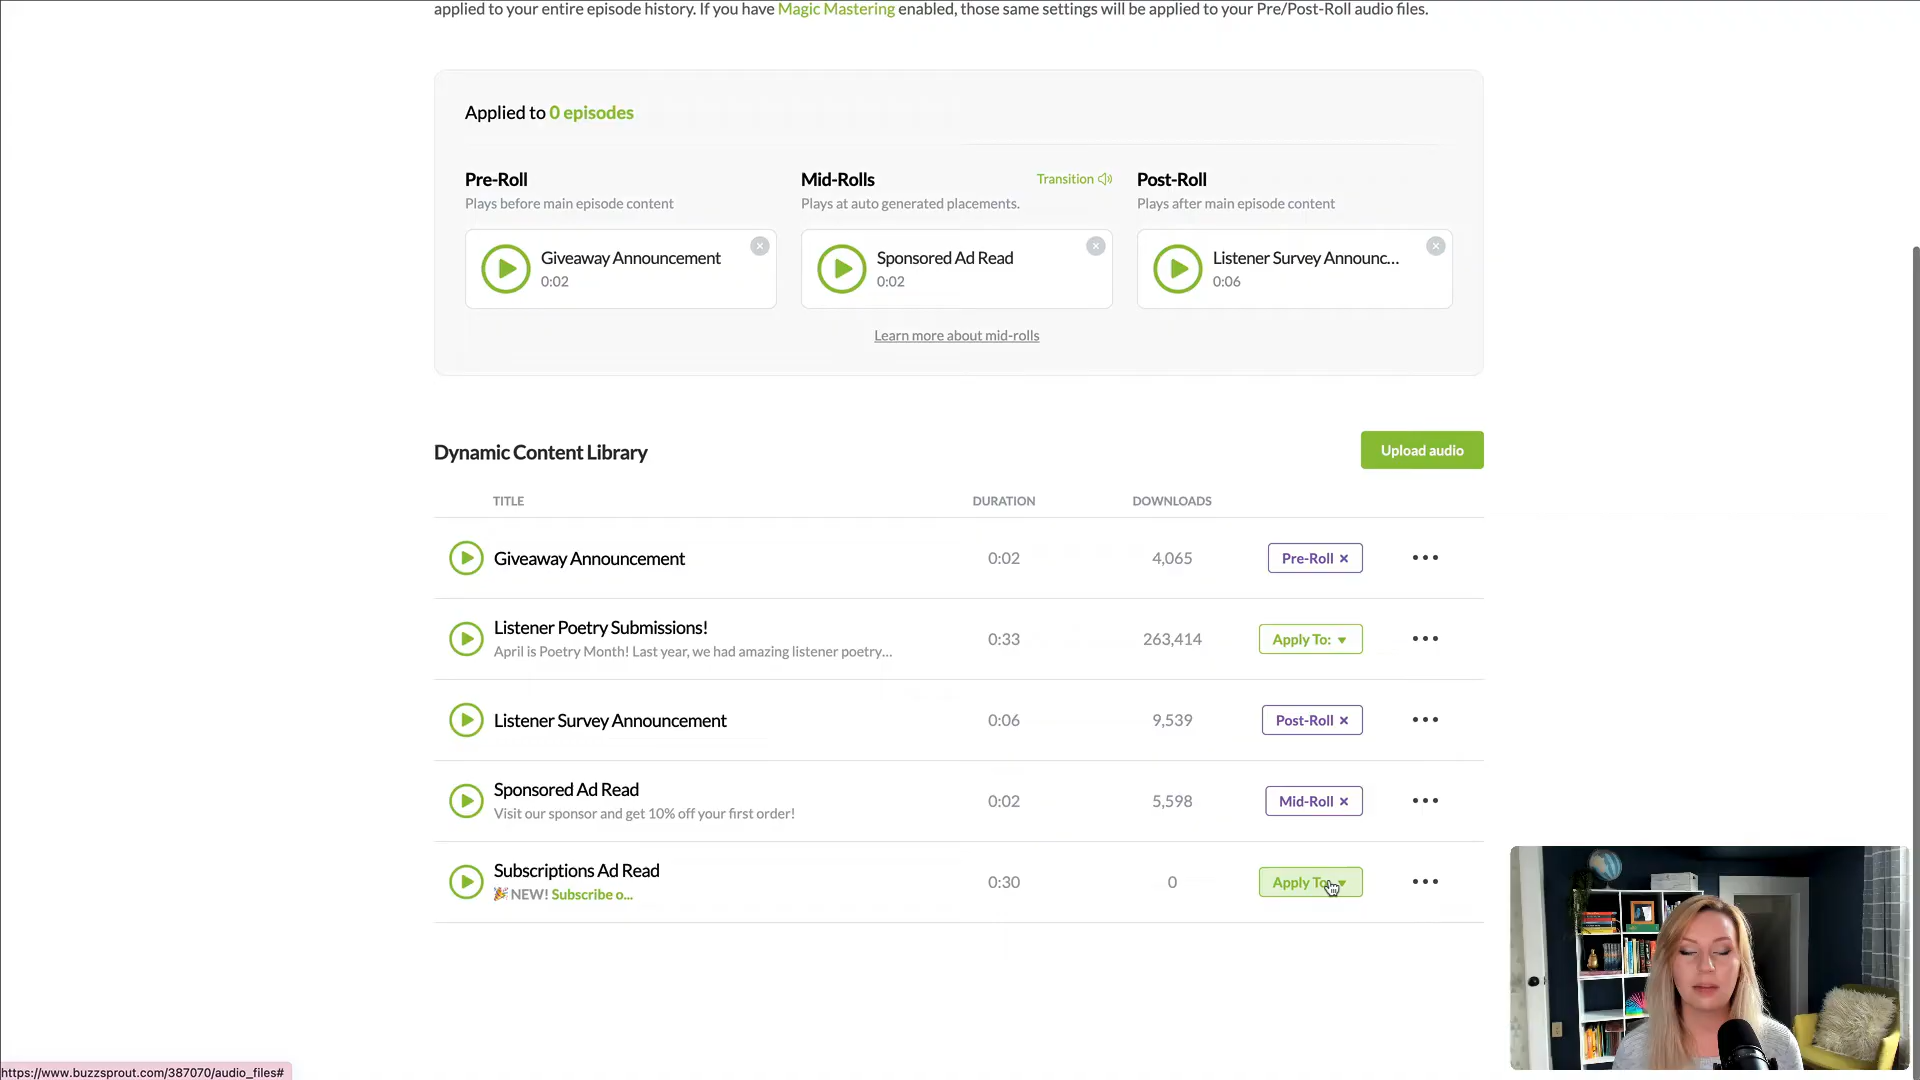 applied to your entire episode history. If you have Magic Mastering enabled, those same settings will be applied to your Pre/Post-Roll audio files.
Applied to 0 episodes
Pre-Roll
Plays before main episode content
Mid-Rolls
Transition
Plays at auto generated placements.
Post-Roll
Plays after main episode content
Giveaway Announcement
0:02
Sponsored Ad Read
0:02
Listener Survey Announc...
0:06
Learn more about mid-rolls
Dynamic Content Library
Upload audio
TITLE DURATION DOWNLOADS
Giveaway Announcement 0:02 4,065 Pre-Roll ×
Listener Poetry Submissions!
April is Poetry Month! Last year, we had amazing listener poetry...
0:33 263,414 Apply To:
Listener Survey Announcement 0:06 9,539 Post-Roll ×
Sponsored Ad Read
Visit our sponsor and get 10% off your first order!
0:02 5,598 Mid-Roll ×
Subscriptions Ad Read
🎉 NEW! Subscribe o...
0:30 0 Apply To:
https://www.buzzsprout.com/387070/audio_files#